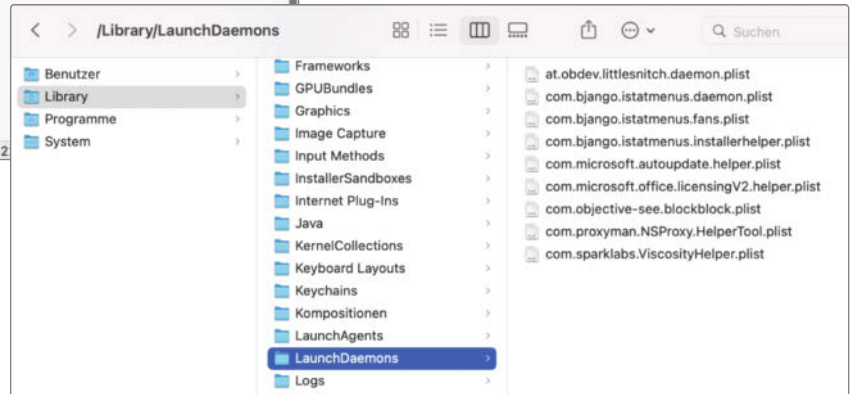 /Library/LaunchDaemons
Suchen
Benutzer
Library
Programme
System
Frameworks
GPUBundles
Graphics
Image Capture
Input Methods
InstallerSandboxes
Internet Plug-Ins
Java
KernelCollections
Keyboard Layouts
Keychains
Kompositionen
LaunchAgents
LaunchDaemons
Logs
at.obdev.littlesnitch.daemon.plist
com.bjango.istatmenus.daemon.plist
com.bjango.istatmenus.fans.plist
com.bjango.istatmenus.installerhelper.plist
com.microsoft.autoupdate.helper.plist
com.microsoft.office.licensingV2.helper.plist
com.objective-see.blockblock.plist
com.proxyman.NSProxy.HelperTool.plist
com.sparklabs.ViscosityHelper.plist